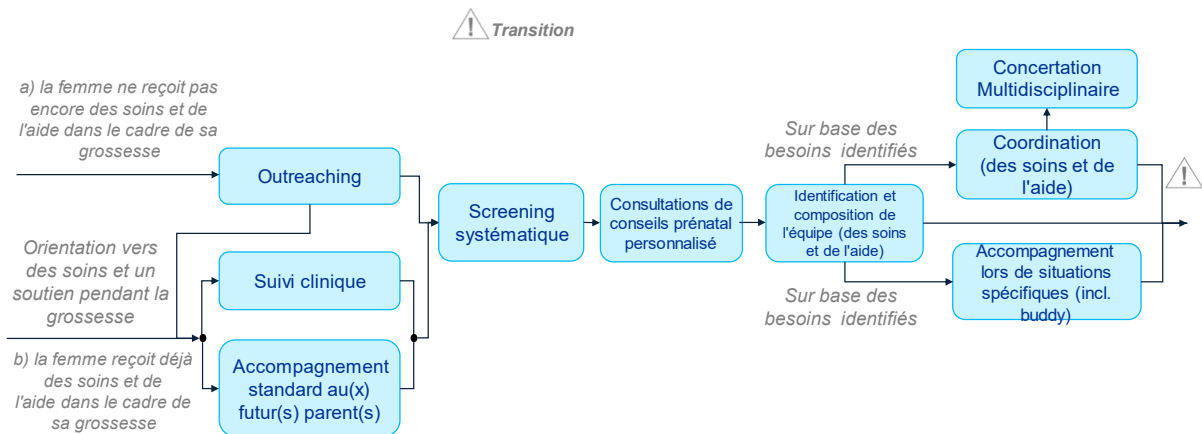 Transition
a) la femme ne reçoit pas
encore des soins et de
l'aide dans le cadre de sa
grossesse
Outreaching
Orientation vers
des soins et un
soutien pendant la
grossesse
Suivi clinique
b) la femme reçoit déjà
des soins et de
l'aide dans le cadre de
sa grossesse
Accompagnement
standard au(x)
futur(s) parent(s)
Screening
systématique
Consultations de
conseils prénatal
personnalisé
Identification et
composition de
l'équipe (des soins
et de l'aide)
Sur base des
besoins identifiés
Concertation
Multidisciplinaire
Coordination
(des soins et de
l'aide)
Sur base des
besoins identifiés
Accompagnement
lors de situations
spécifiques (incl.
buddy)